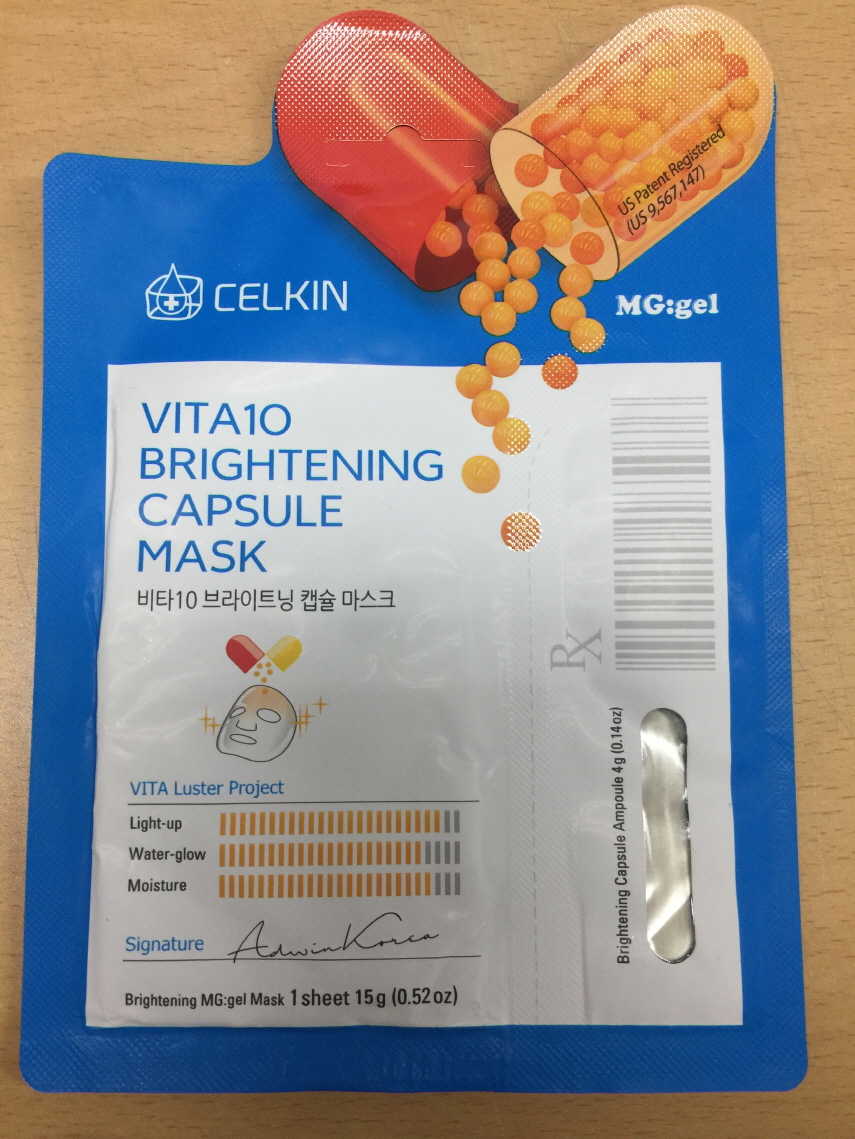 US Patent Registered
(US 9,567,147)
CELKIN
MG:gel
VITA10
BRIGHTENING
CAPSULE
MASK
비타10 브라이트닝 캡슐 마스크
Rx
VITA Luster Project
Light-up
Water-glow
Moisture
Signature AdwinKorea
Brightening MG:gel Mask 1 sheet 15g (0.52oz)
Brightening Capsule Ampoule 4g (0.14oz)